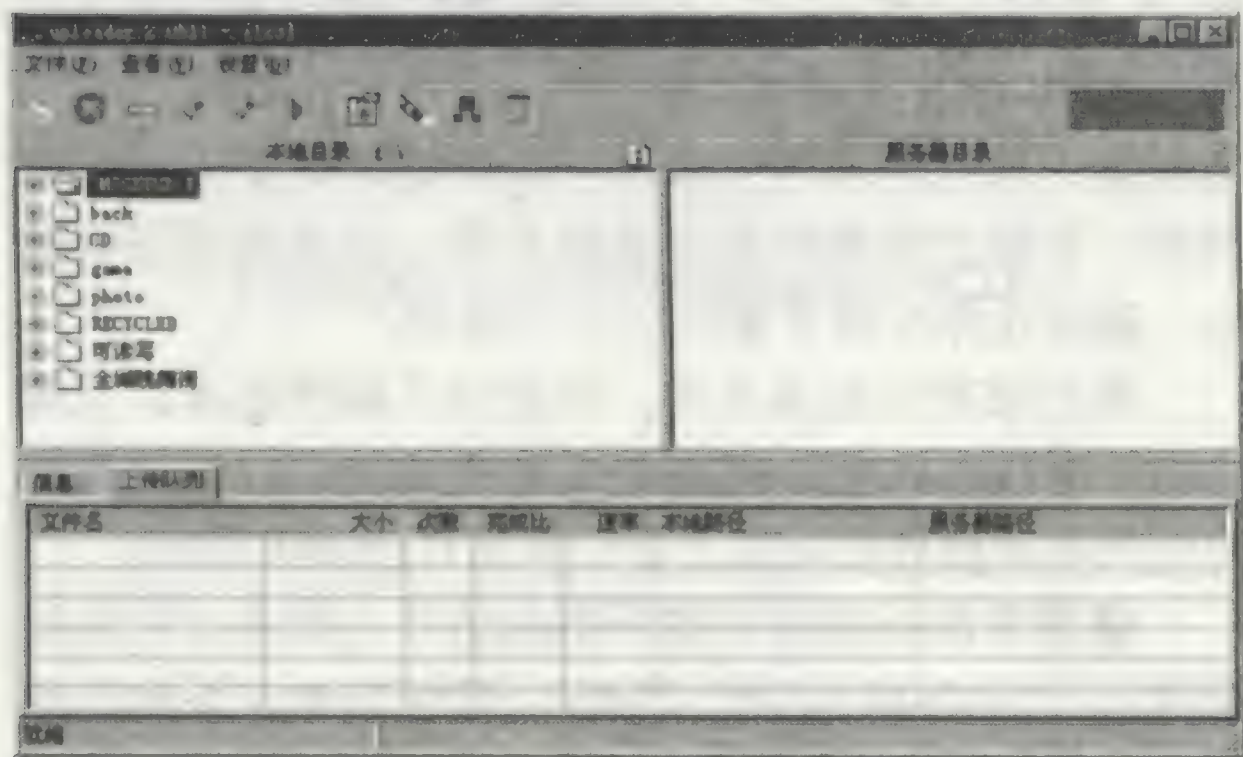 文件(F) 查看(V) 设置(U)
本地目录 服务器目录
back
CD
game
photo
RECYCLED
可读写
信息 上传队列
文件名 大小 次数 完成比 速率 本地路径 服务器路径
就绪